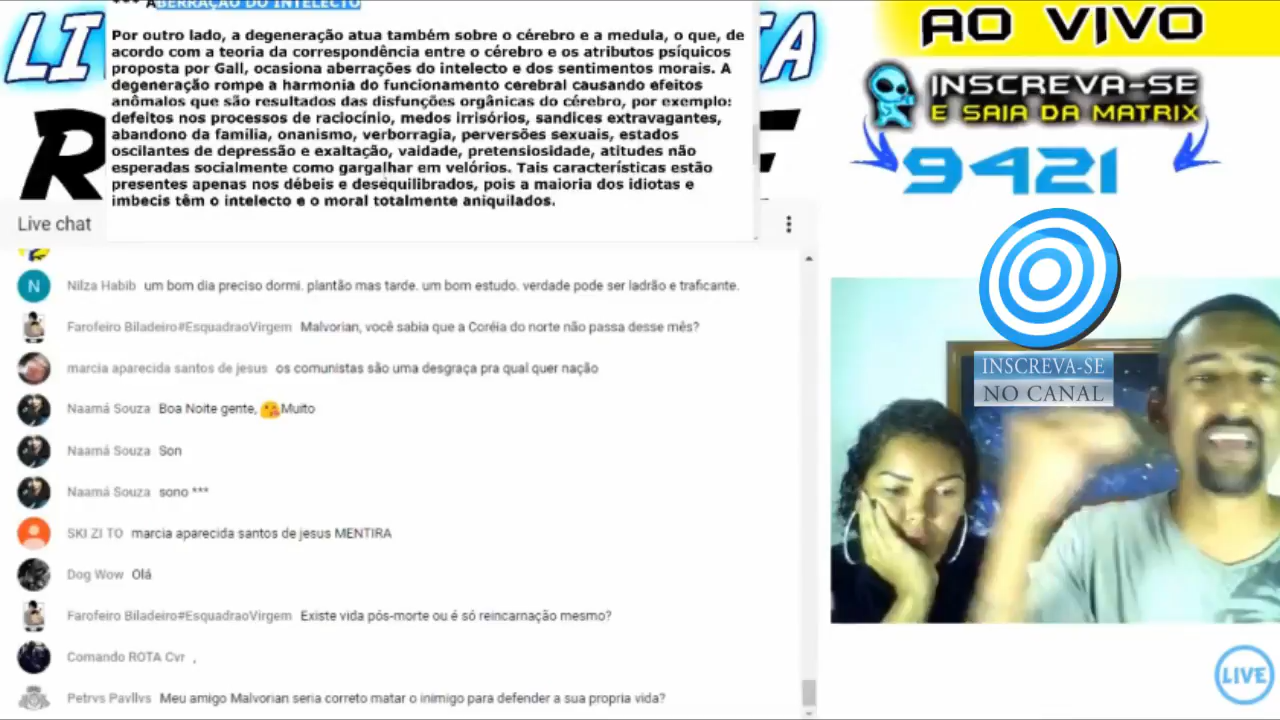 *** ABERRAÇÃO DO INTELECTO
Por outro lado, a degeneração atua também sobre o cérebro e a medula, o que, de
acordo com a teoria da correspondência entre o cérebro e os atributos psíquicos
proposta por Gall, ocasiona aberrações do intelecto e dos sentimentos morais. A
degeneração rompe a harmonia do funcionamento cerebral causando efeitos
anômalos que são resultados das disfunções orgânicas do cérebro, por exemplo:
defeitos nos processos de raciocínio, medos irrisórios, sandices extravagantes,
abandono da família, onanismo, verborragia, perversões sexuais, estados
oscilantes de depressão e exaltação, vaidade, pretensiosidade, atitudes não
esperadas socialmente como gargalhar em velórios. Tais características estão
presentes apenas nos débeis e desequilibrados, pois a maioria dos idiotas e
imbecis têm o intelecto e o moral totalmente aniquilados.
Live chat
N
Nilza Habib um bom dia preciso dormi. plantão mas tarde. um bom estudo. verdade pode ser ladrão e traficante.
Farofeiro Biladeiro#EsquadraoVirgem Malvorian, você sabia que a Coréia do norte não passa desse mês?
marcia aparecida santos de jesus os comunistas são uma desgraça pra qual quer nação
Naamá Souza Boa Noite gente, 😘Muito
Naamá Souza Son
Naamá Souza sono ***
SKI ZI TO marcia aparecida santos de jesus MENTIRA
Dog Wow Olá
Farofeiro Biladeiro#EsquadraoVirgem Existe vida pós-morte ou é só reincarnação mesmo?
Comando ROTA Cvr ,
Petrvs Pavllvs Meu amigo Malvorian seria correto matar o inimigo para defender a sua propria vida?
AO VIVO
INSCREVA-SE
E SAIA DA MATRIX
9421
INSCREVA-SE
NO CANAL
LIVE